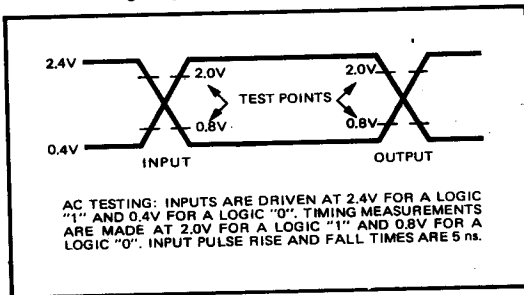 2.4V
2.0V
2.0V
TEST POINTS
0.8V
0.8V
0.4V
INPUT
OUTPUT
AC TESTING: INPUTS ARE DRIVEN AT 2.4V FOR A LOGIC
"1" AND 0.4V FOR A LOGIC "0". TIMING MEASUREMENTS
ARE MADE AT 2.0V FOR A LOGIC "1" AND 0.8V FOR A
LOGIC "0". INPUT PULSE RISE AND FALL TIMES ARE 5 ns.